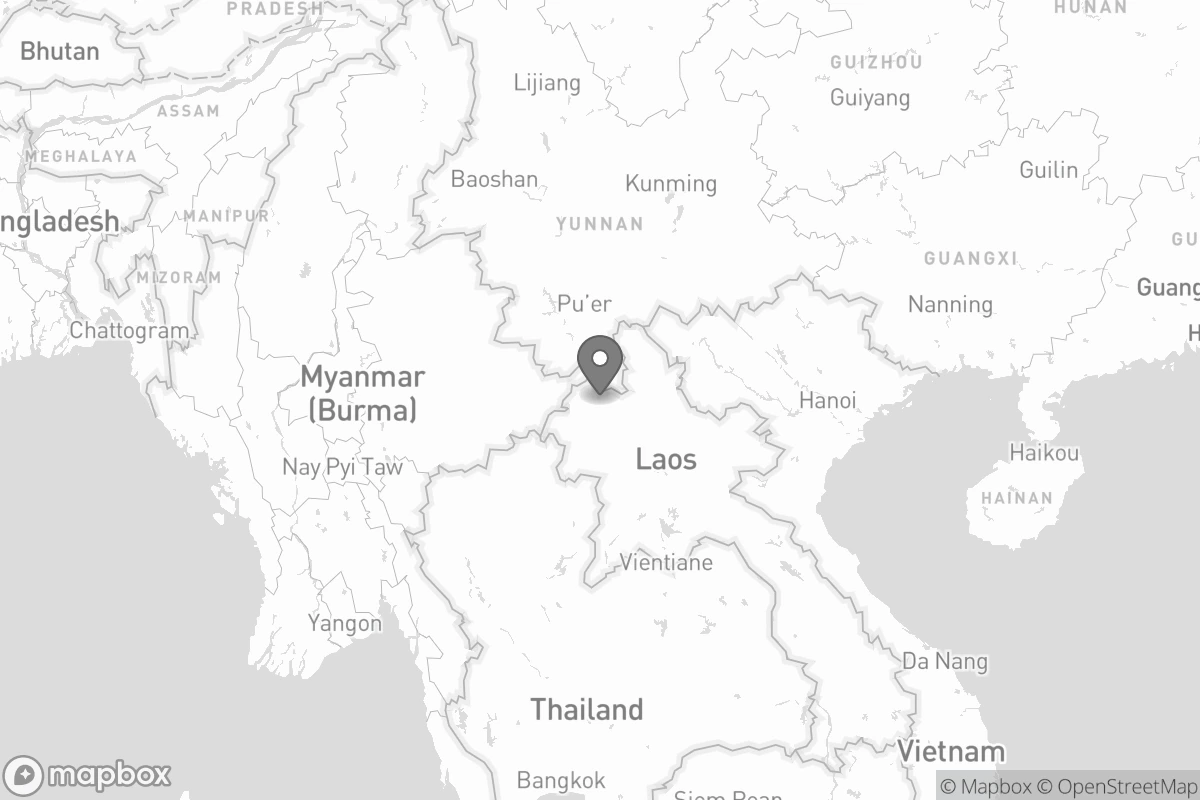 PRADESH
HUNAN
Bhutan
GUIZHOU
Lijiang
Guiyang
ASSAM
MEGHALAYA
Guilin
Baoshan
Kunming
MANIPUR
ngladesh
YUNNAN
GU
GUANGXI
MIZORAM
Guang
Pu’er
Nanning
Chattogram
H
Myanmar
(Burma)
Hanoi
Haikou
Laos
Nay Pyi Taw
HAINAN
Vientiane
Yangon
Da Nang
Thailand
Vietnam
Bangkok
mapbox
© Mapbox © OpenStreetMap
Siem Reap